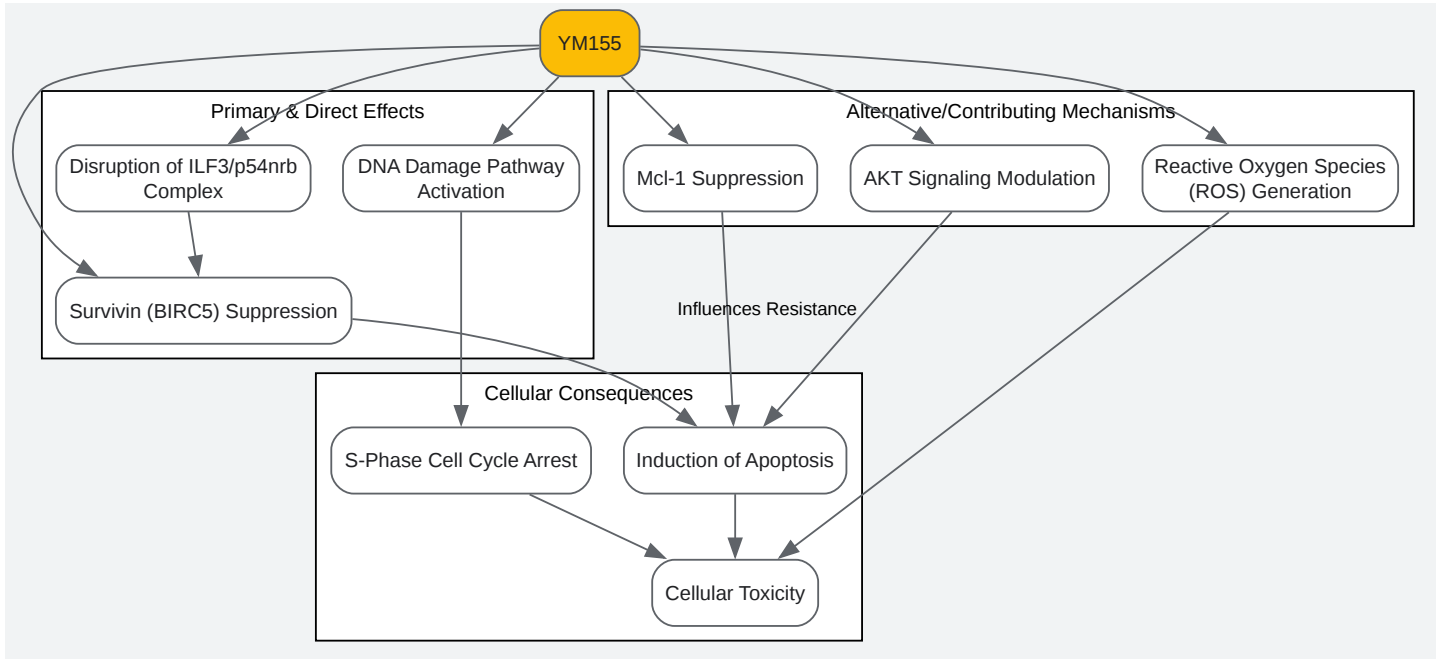 YM155
Primary & Direct Effects
Alternative/Contributing Mechanisms
Disruption of ILF3/p54nrb
Complex
DNA Damage Pathway
Activation
Mcl-1 Suppression
AKT Signaling Modulation
Reactive Oxygen Species
(ROS) Generation
Survivin (BIRC5) Suppression
Influences Resistance
Cellular Consequences
S-Phase Cell Cycle Arrest
Induction of Apoptosis
Cellular Toxicity